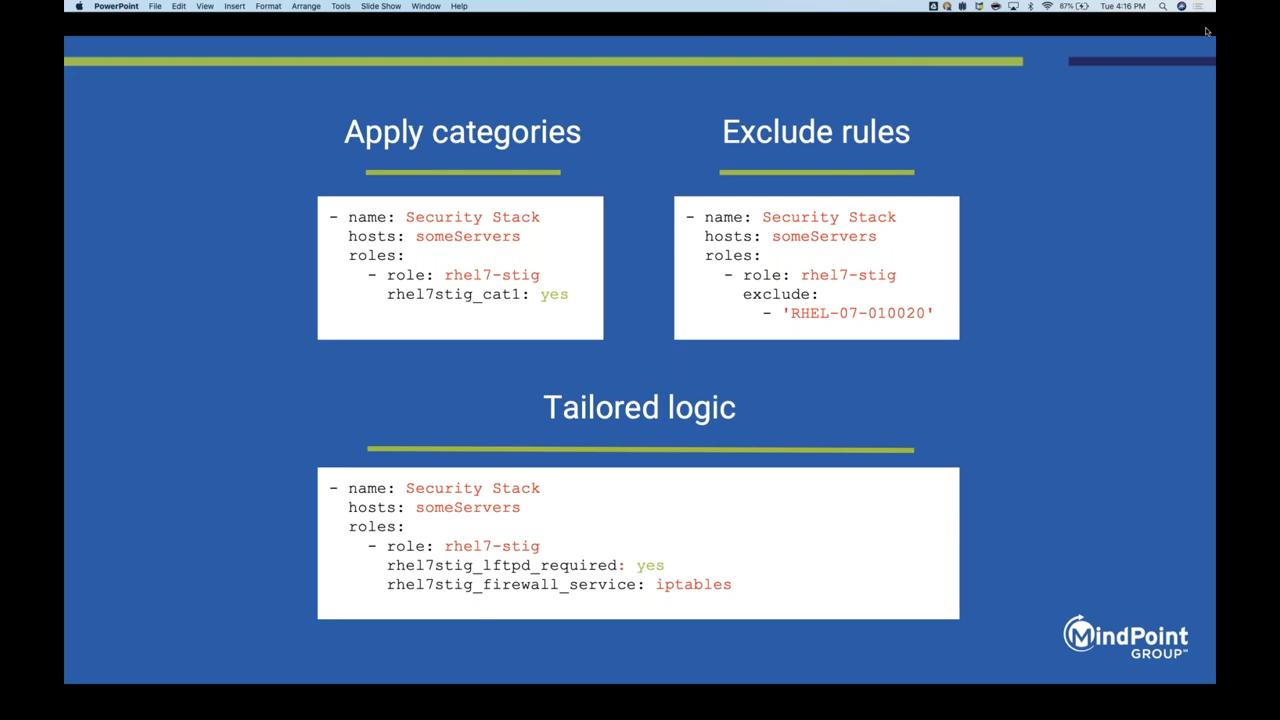 PowerPoint File Edit View Insert Format Arrange Tools Slide Show Window Help 87% Tue 4:16 PM
Apply categories
- name: Security Stack
hosts: someServers
roles:
- role: rhel7-stig
rhel7stig_cat1: yes
Exclude rules
- name: Security Stack
hosts: someServers
roles:
- role: rhel7-stig
exclude:
- 'RHEL-07-010020'
Tailored logic
- name: Security Stack
hosts: someServers
roles:
- role: rhel7-stig
rhel7stig_lftpd_required: yes
rhel7stig_firewall_service: iptables
MindPoint
GROUP℠